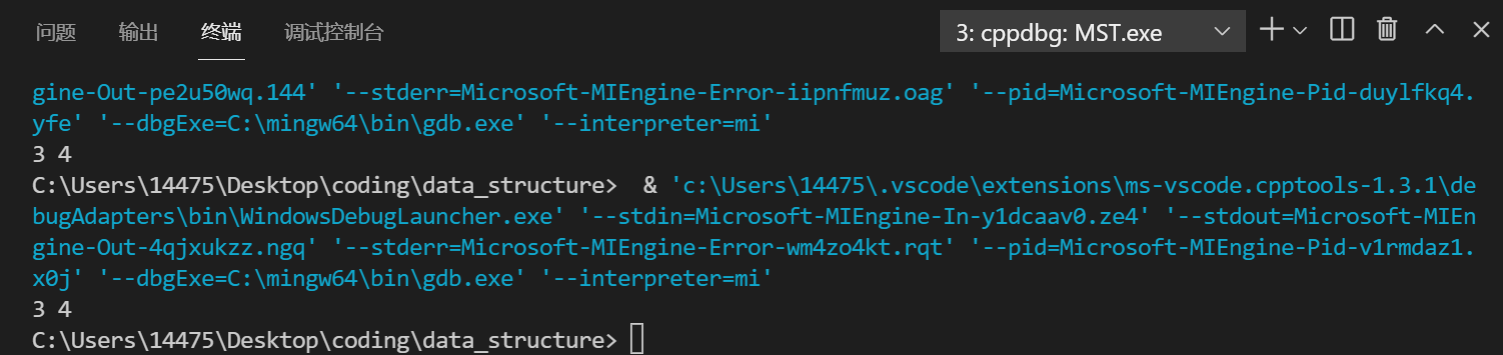 问题 输出 终端 调试控制台 3: cppdbg: MST.exe
gine-Out-pe2u50wq.144' '--stderr=Microsoft-MIEngine-Error-iipnfmuz.oag' '--pid=Microsoft-MIEngine-Pid-duylfkq4.
yfe' '--dbgExe=C:\mingw64\bin\gdb.exe' '--interpreter=mi'
3 4
C:\Users\14475\Desktop\coding\data_structure>  & 'c:\Users\14475\.vscode\extensions\ms-vscode.cpptools-1.3.1\de
bugAdapters\bin\WindowsDebugLauncher.exe' '--stdin=Microsoft-MIEngine-In-y1dcaav0.ze4' '--stdout=Microsoft-MIEn
gine-Out-4qjxukzz.ngq' '--stderr=Microsoft-MIEngine-Error-wm4zo4kt.rqt' '--pid=Microsoft-MIEngine-Pid-v1rmdaz1.
x0j' '--dbgExe=C:\mingw64\bin\gdb.exe' '--interpreter=mi'
3 4
C:\Users\14475\Desktop\coding\data_structure>